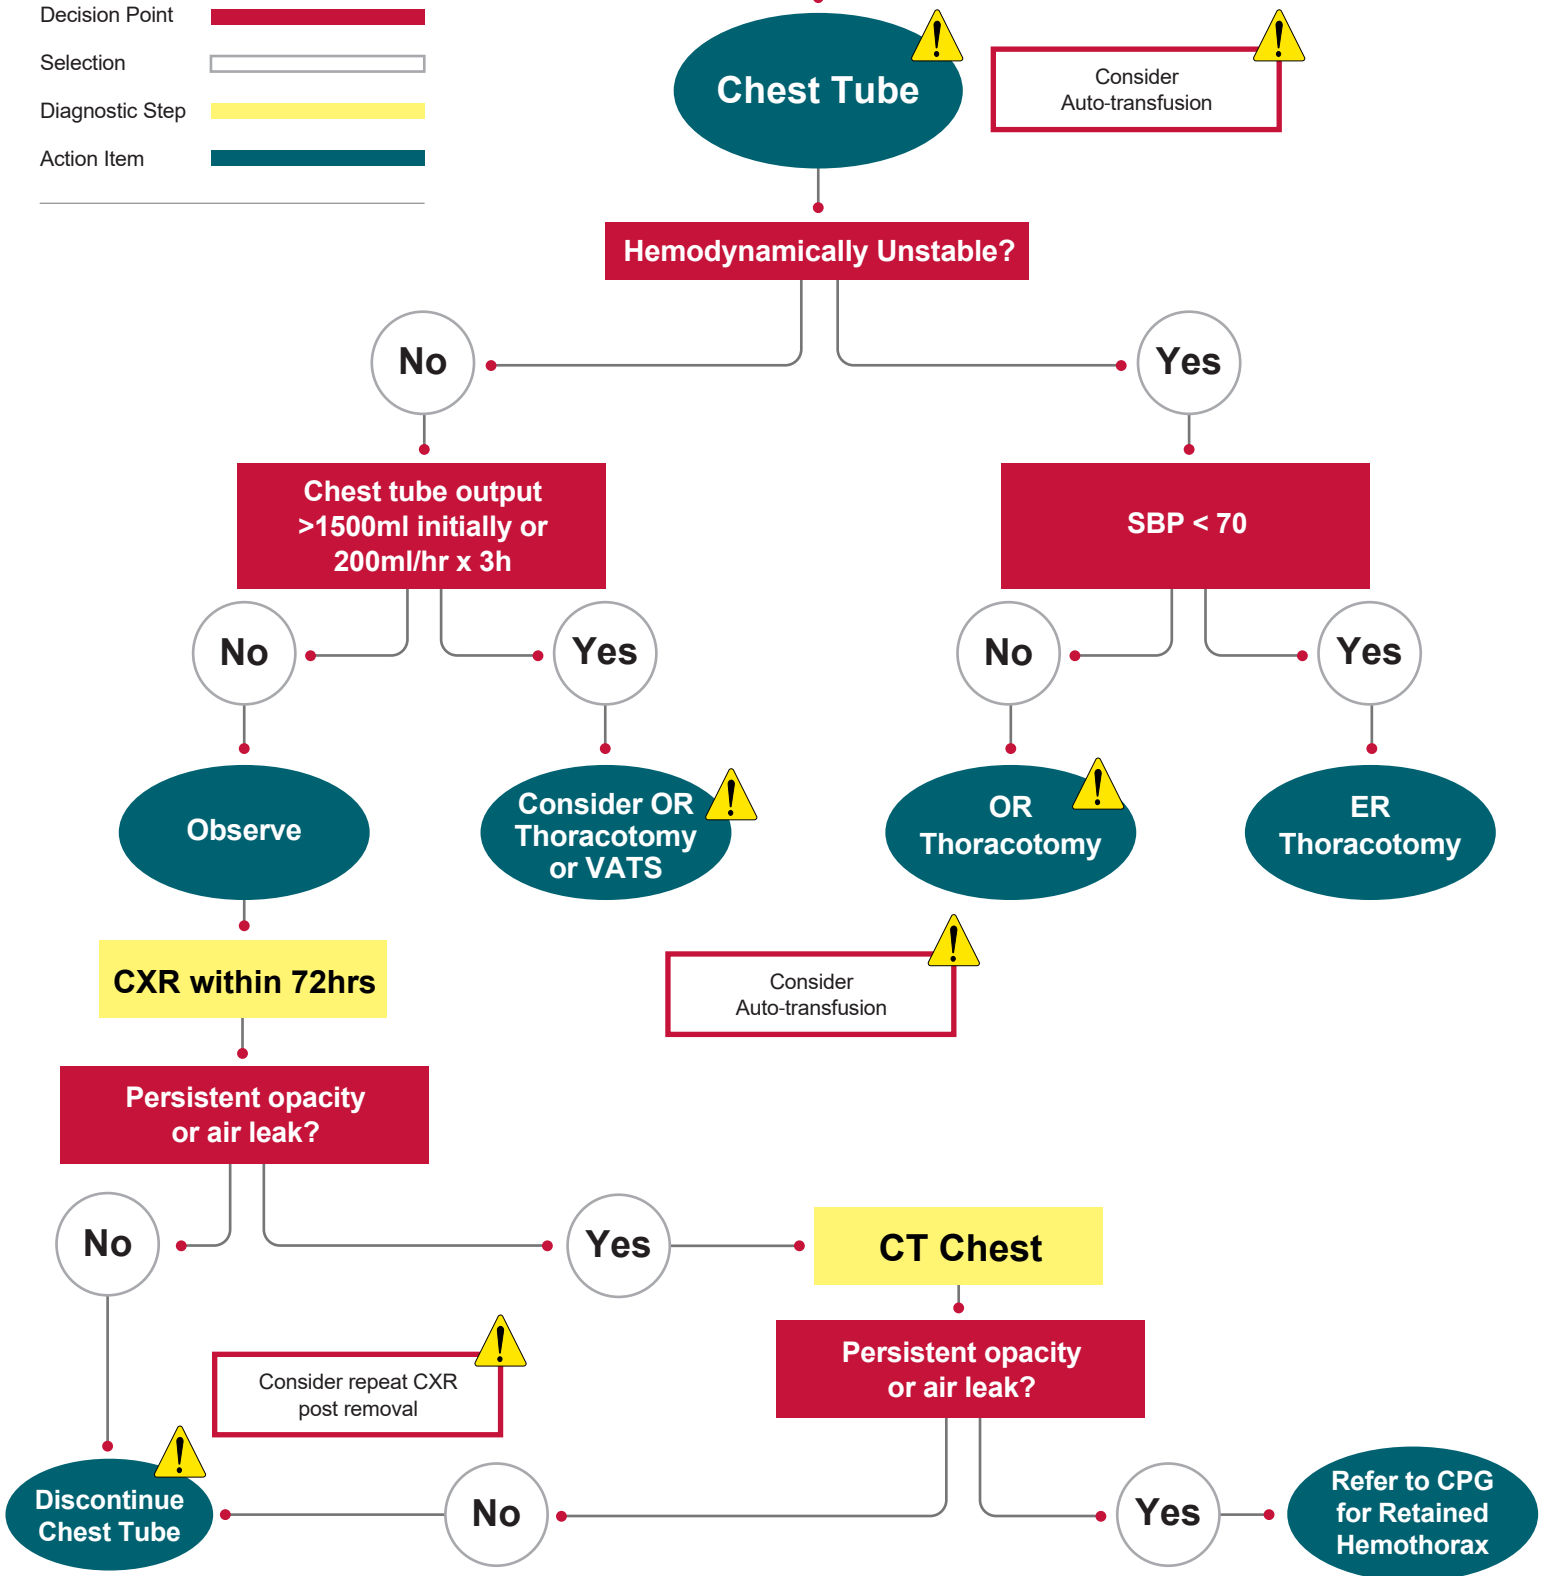 Decision Point
Selection
Diagnostic Step
Action Item
Chest Tube
Consider
Auto-transfusion
Hemodynamically Unstable?
No
Yes
Chest tube output
>1500ml initially or
200ml/hr x 3h
SBP < 70
No
Yes
No
Yes
Observe
Consider OR
Thoracotomy
or VATS
OR
Thoracotomy
ER
Thoracotomy
CXR within 72hrs
Consider
Auto-transfusion
Persistent opacity
or air leak?
No
Yes
CT Chest
Consider repeat CXR
post removal
Persistent opacity
or air leak?
Discontinue
Chest Tube
No
Yes
Refer to CPG
for Retained
Hemothorax